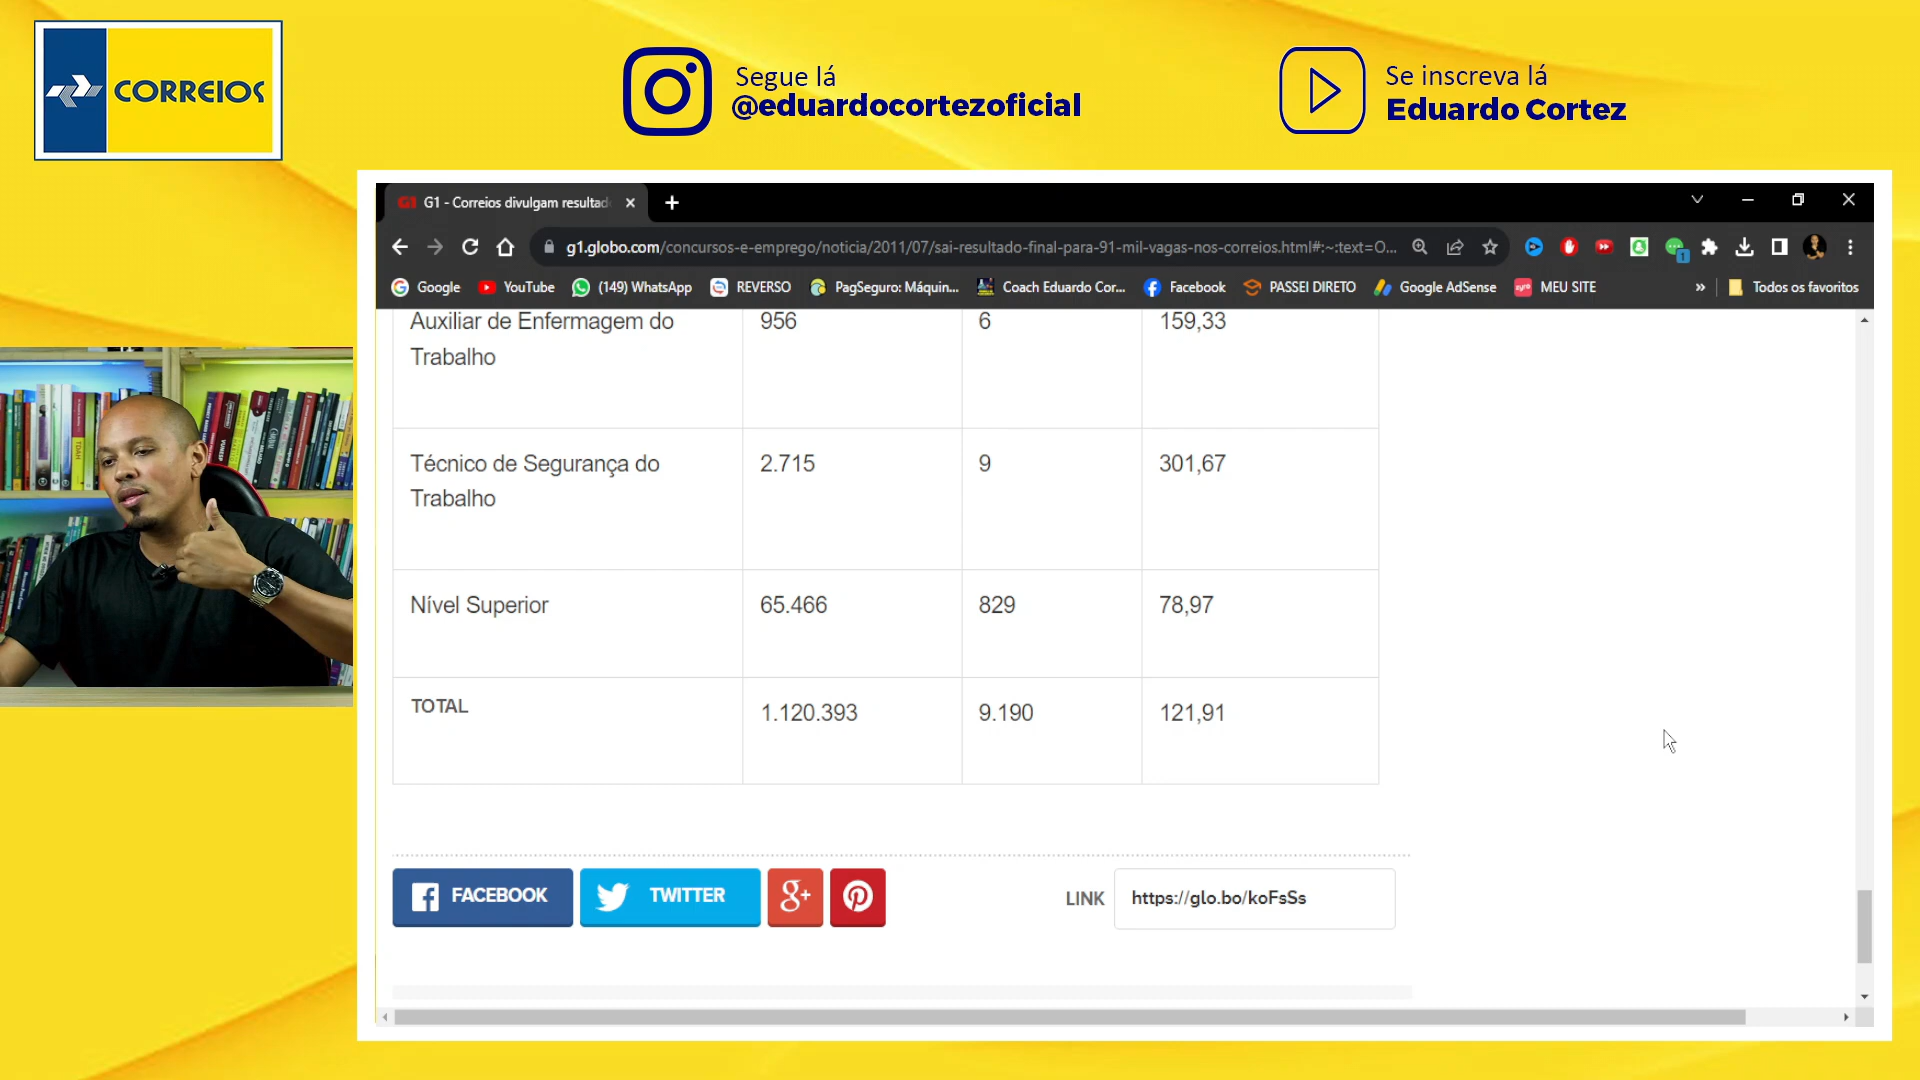 CORREIOS
Segue lá
@eduardocortezoficial
Se inscreva lá
Eduardo Cortez
G1 G1 - Correios divulgam resultad
g1.globo.com/concursos-e-emprego/noticia/2011/07/sai-resultado-final-para-91-mil-vagas-nos-correios.html#:~:text=O...
1
Google YouTube (149) WhatsApp REVERSO PagSeguro: Máquin... Coach Eduardo Cor... Facebook PASSEI DIRETO Google AdSense MEU SITE » Todos os favoritos
Auxiliar de Enfermagem do Trabalho 956 6 159,33
Técnico de Segurança do Trabalho 2.715 9 301,67
Nível Superior 65.466 829 78,97
TOTAL 1.120.393 9.190 121,91
FACEBOOK TWITTER g+ LINK https://glo.bo/koFsSs